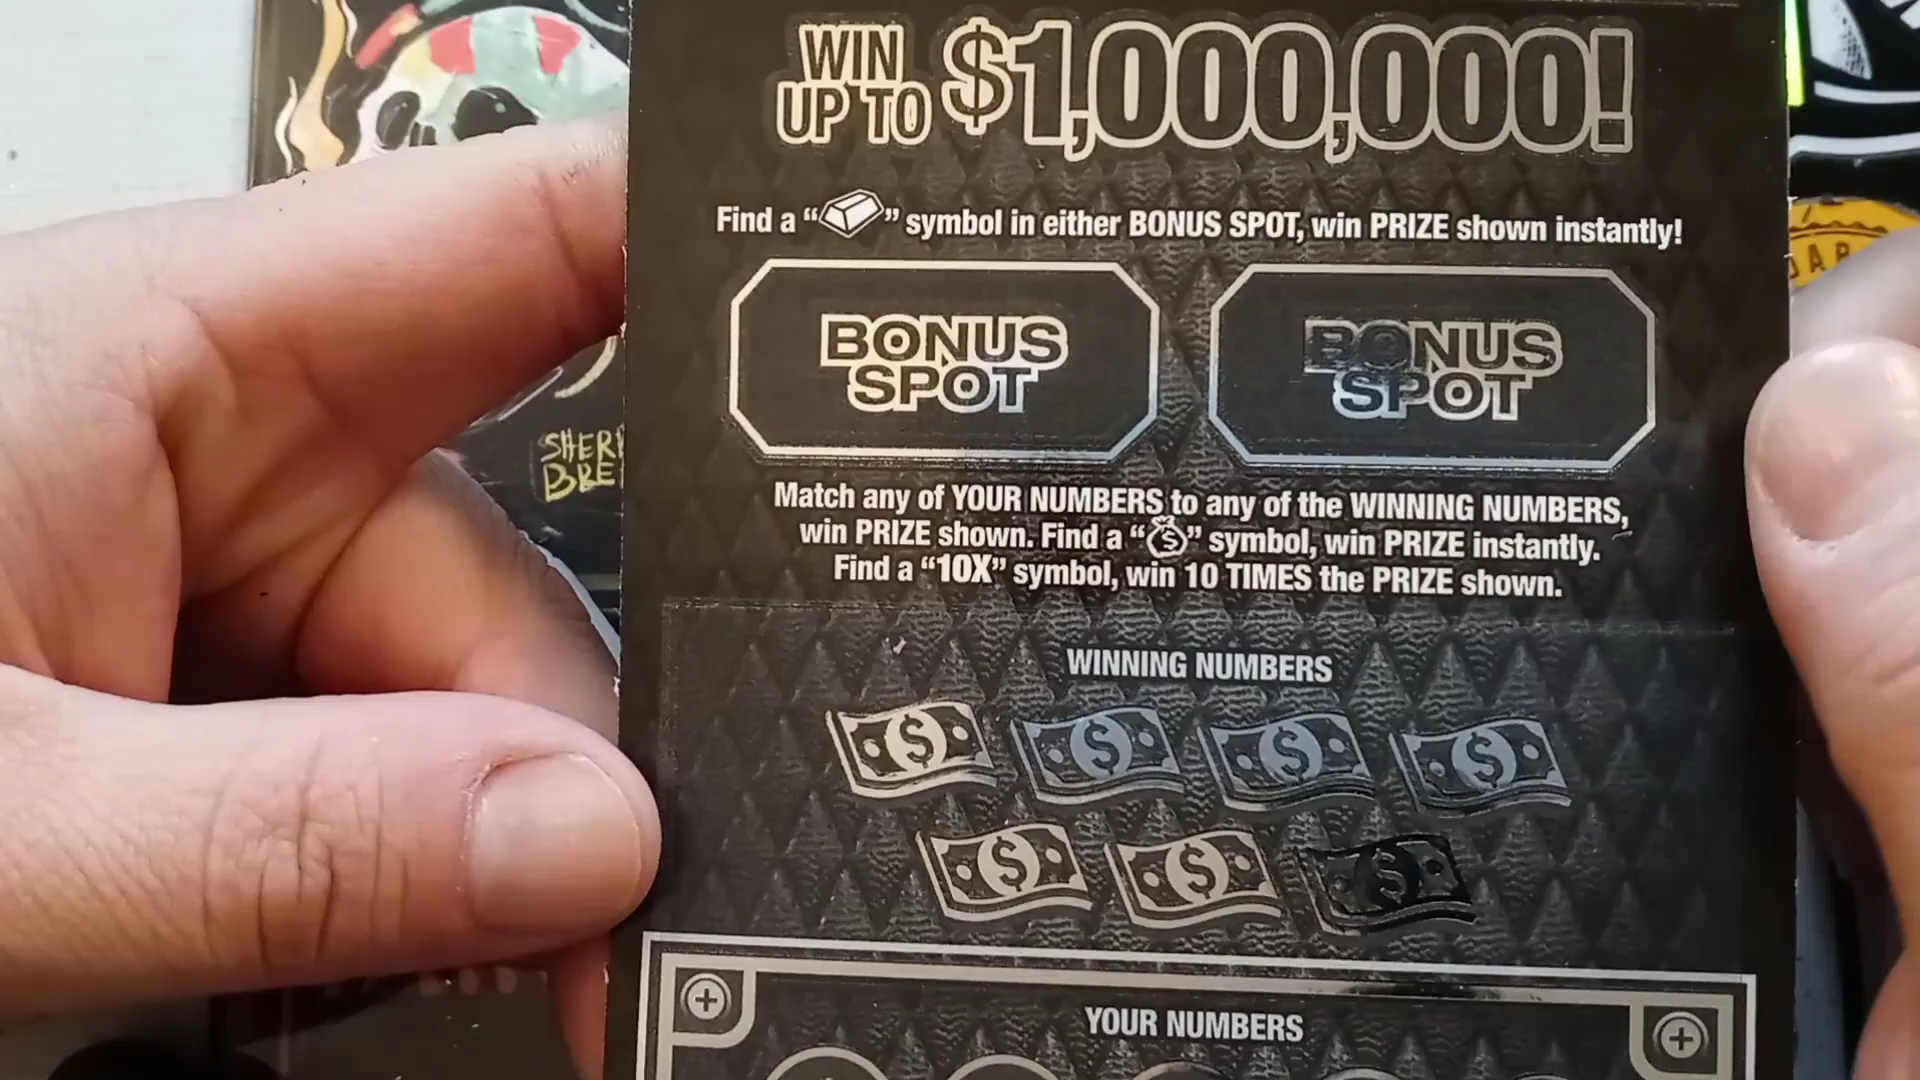 WIN
UP TO $1,000,000!
Find a "" symbol in either BONUS SPOT, win PRIZE shown instantly!
BONUS
SPOT
BONUS
SPOT
Match any of YOUR NUMBERS to any of the WINNING NUMBERS,
win PRIZE shown. Find a "$" symbol, win PRIZE instantly.
Find a "10X" symbol, win 10 TIMES the PRIZE shown.
WINNING NUMBERS
$ $ $ $
$ $ $
YOUR NUMBERS